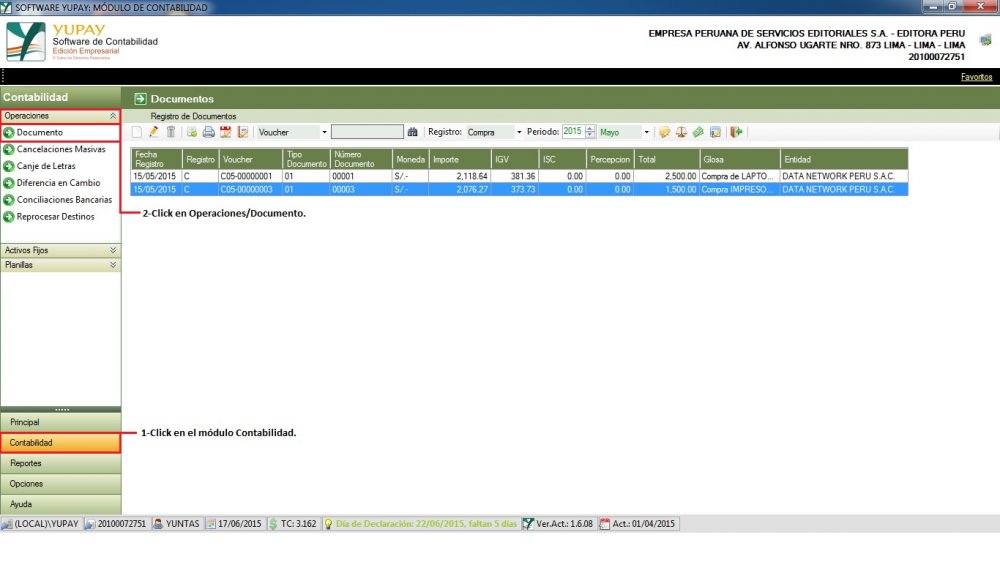 SOFTWARE YUPAY: MÓDULO DE CONTABILIDAD
YUPAY
Software de Contabilidad
Edición Empresarial
© Todos los Derechos Reservados
EMPRESA PERUANA DE SERVICIOS EDITORIALES S.A. - EDITORA PERU
AV. ALFONSO UGARTE NRO. 873 LIMA - LIMA - LIMA
20100072751
Favoritos
Contabilidad
Operaciones
Documento
Cancelaciones Masivas
Canje de Letras
Diferencia en Cambio
Conciliaciones Bancarias
Reprocesar Destinos
Activos Fijos
Planillas
Principal
Contabilidad
Reportes
Opciones
Ayuda
Documentos
Registro de Documentos
Voucher Registro: Compra Periodo: 2015 Mayo
Fecha Registro Registro Voucher Tipo Documento Número Documento Moneda Importe IGV ISC Percepcion Total Glosa Entidad
15/05/2015 C C05-00000001 01 00001 S/.- 2,118.64 381.36 0.00 0.00 2,500.00 Compra de LAPTO... DATA NETWORK PERU S.A.C.
15/05/2015 C C05-00000003 01 00003 S/.- 2,076.27 373.73 0.00 0.00 1,500.00 Compra IMPRESO... DATA NETWORK PERU S.A.C.
2-Click en Operaciones/Documento.
1-Click en el módulo Contabilidad.
(LOCAL)\YUPAY 20100072751 YUNTAS 17/06/2015 TC: 3.162 Día de Declaración: 22/06/2015, faltan 5 días Ver.Act.: 1.6.08 Act.: 01/04/2015